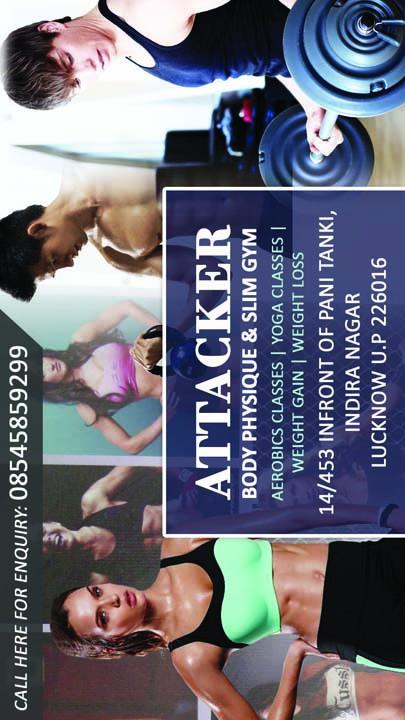 CALL HERE FOR ENQUIRY: 08545859299
ATTACKER
BODY PHYSIQUE & SLIM GYM
AEROBICS CLASSES | YOGA CLASSES |
WEIGHT GAIN | WEIGHT LOSS
14/453 INFRONT OF PANI TANKI,
INDIRA NAGAR
LUCKNOW U.P 226016